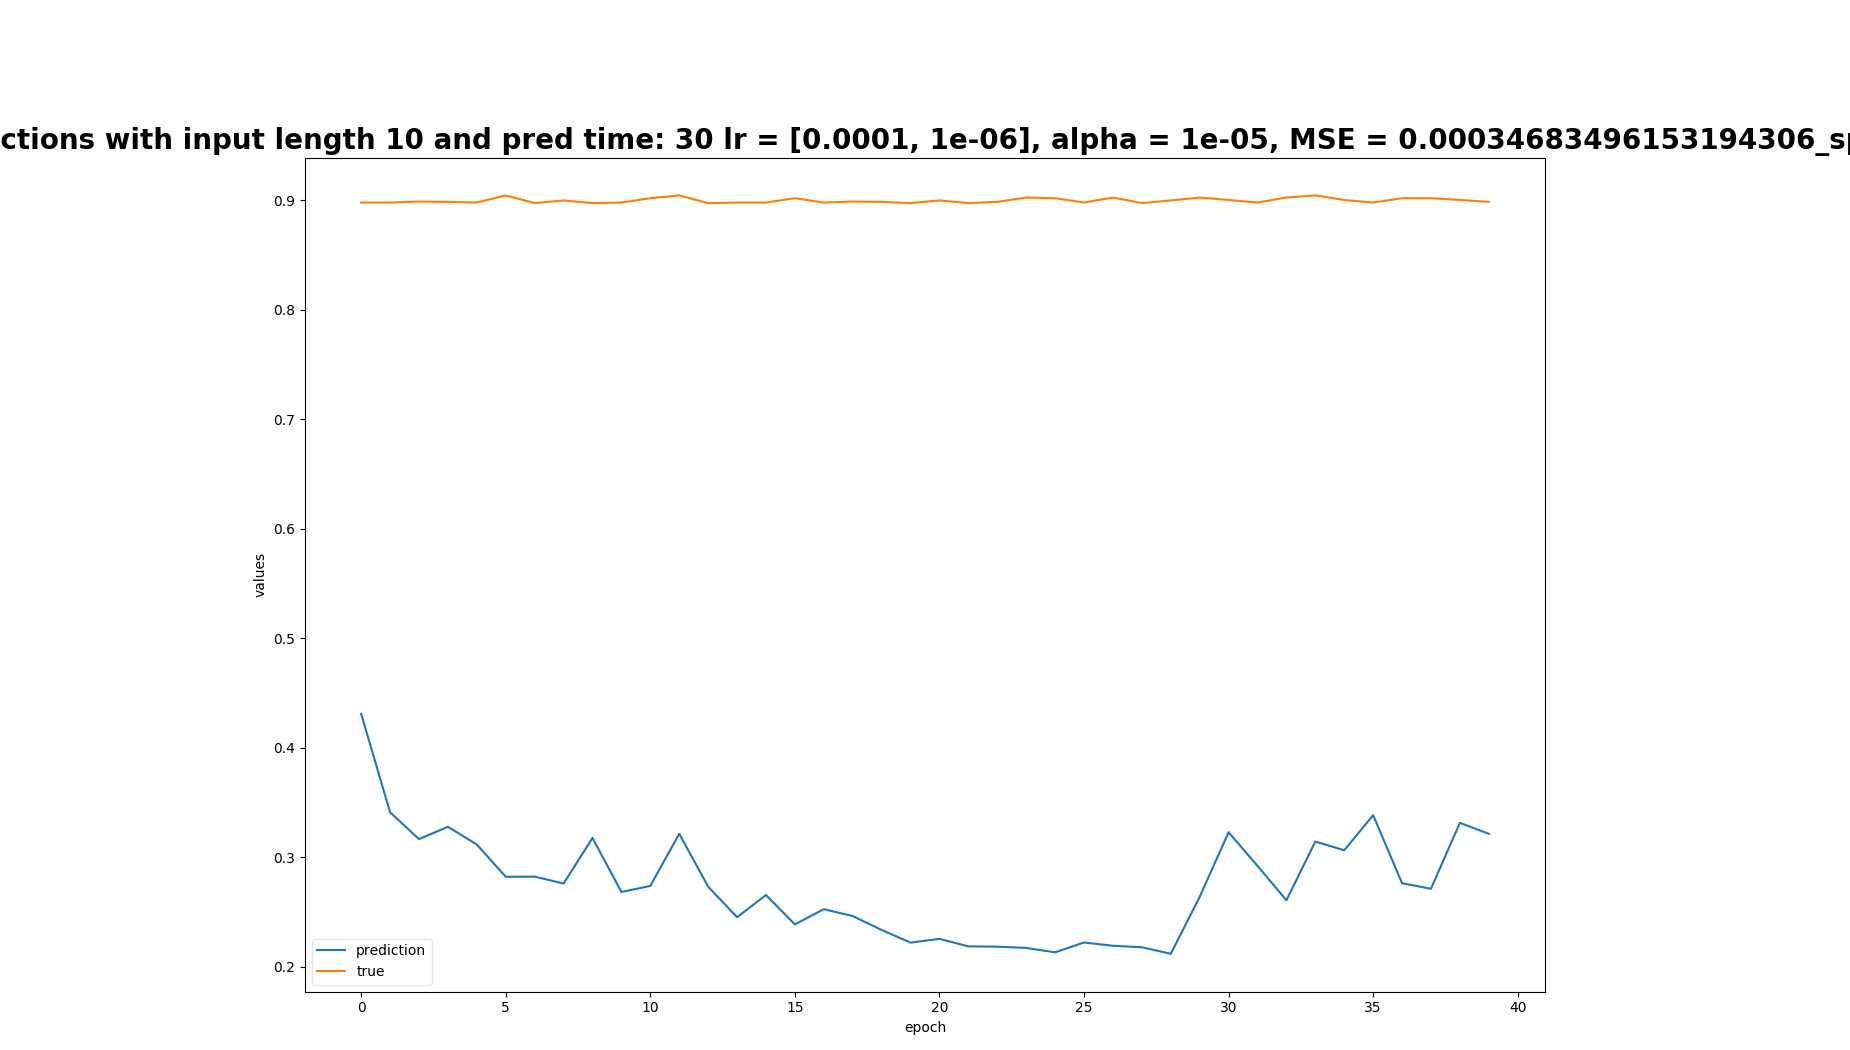 ctions with input length 10 and pred time: 30 lr = [0.0001, 1e-06], alpha = 1e-05, MSE = 0.00034683496153194306_sp
0.9
0.8
0.7
0.6
0.5
0.4
0.3
0.2
values
prediction
true
0 5 10 15 20 25 30 35 40
epoch